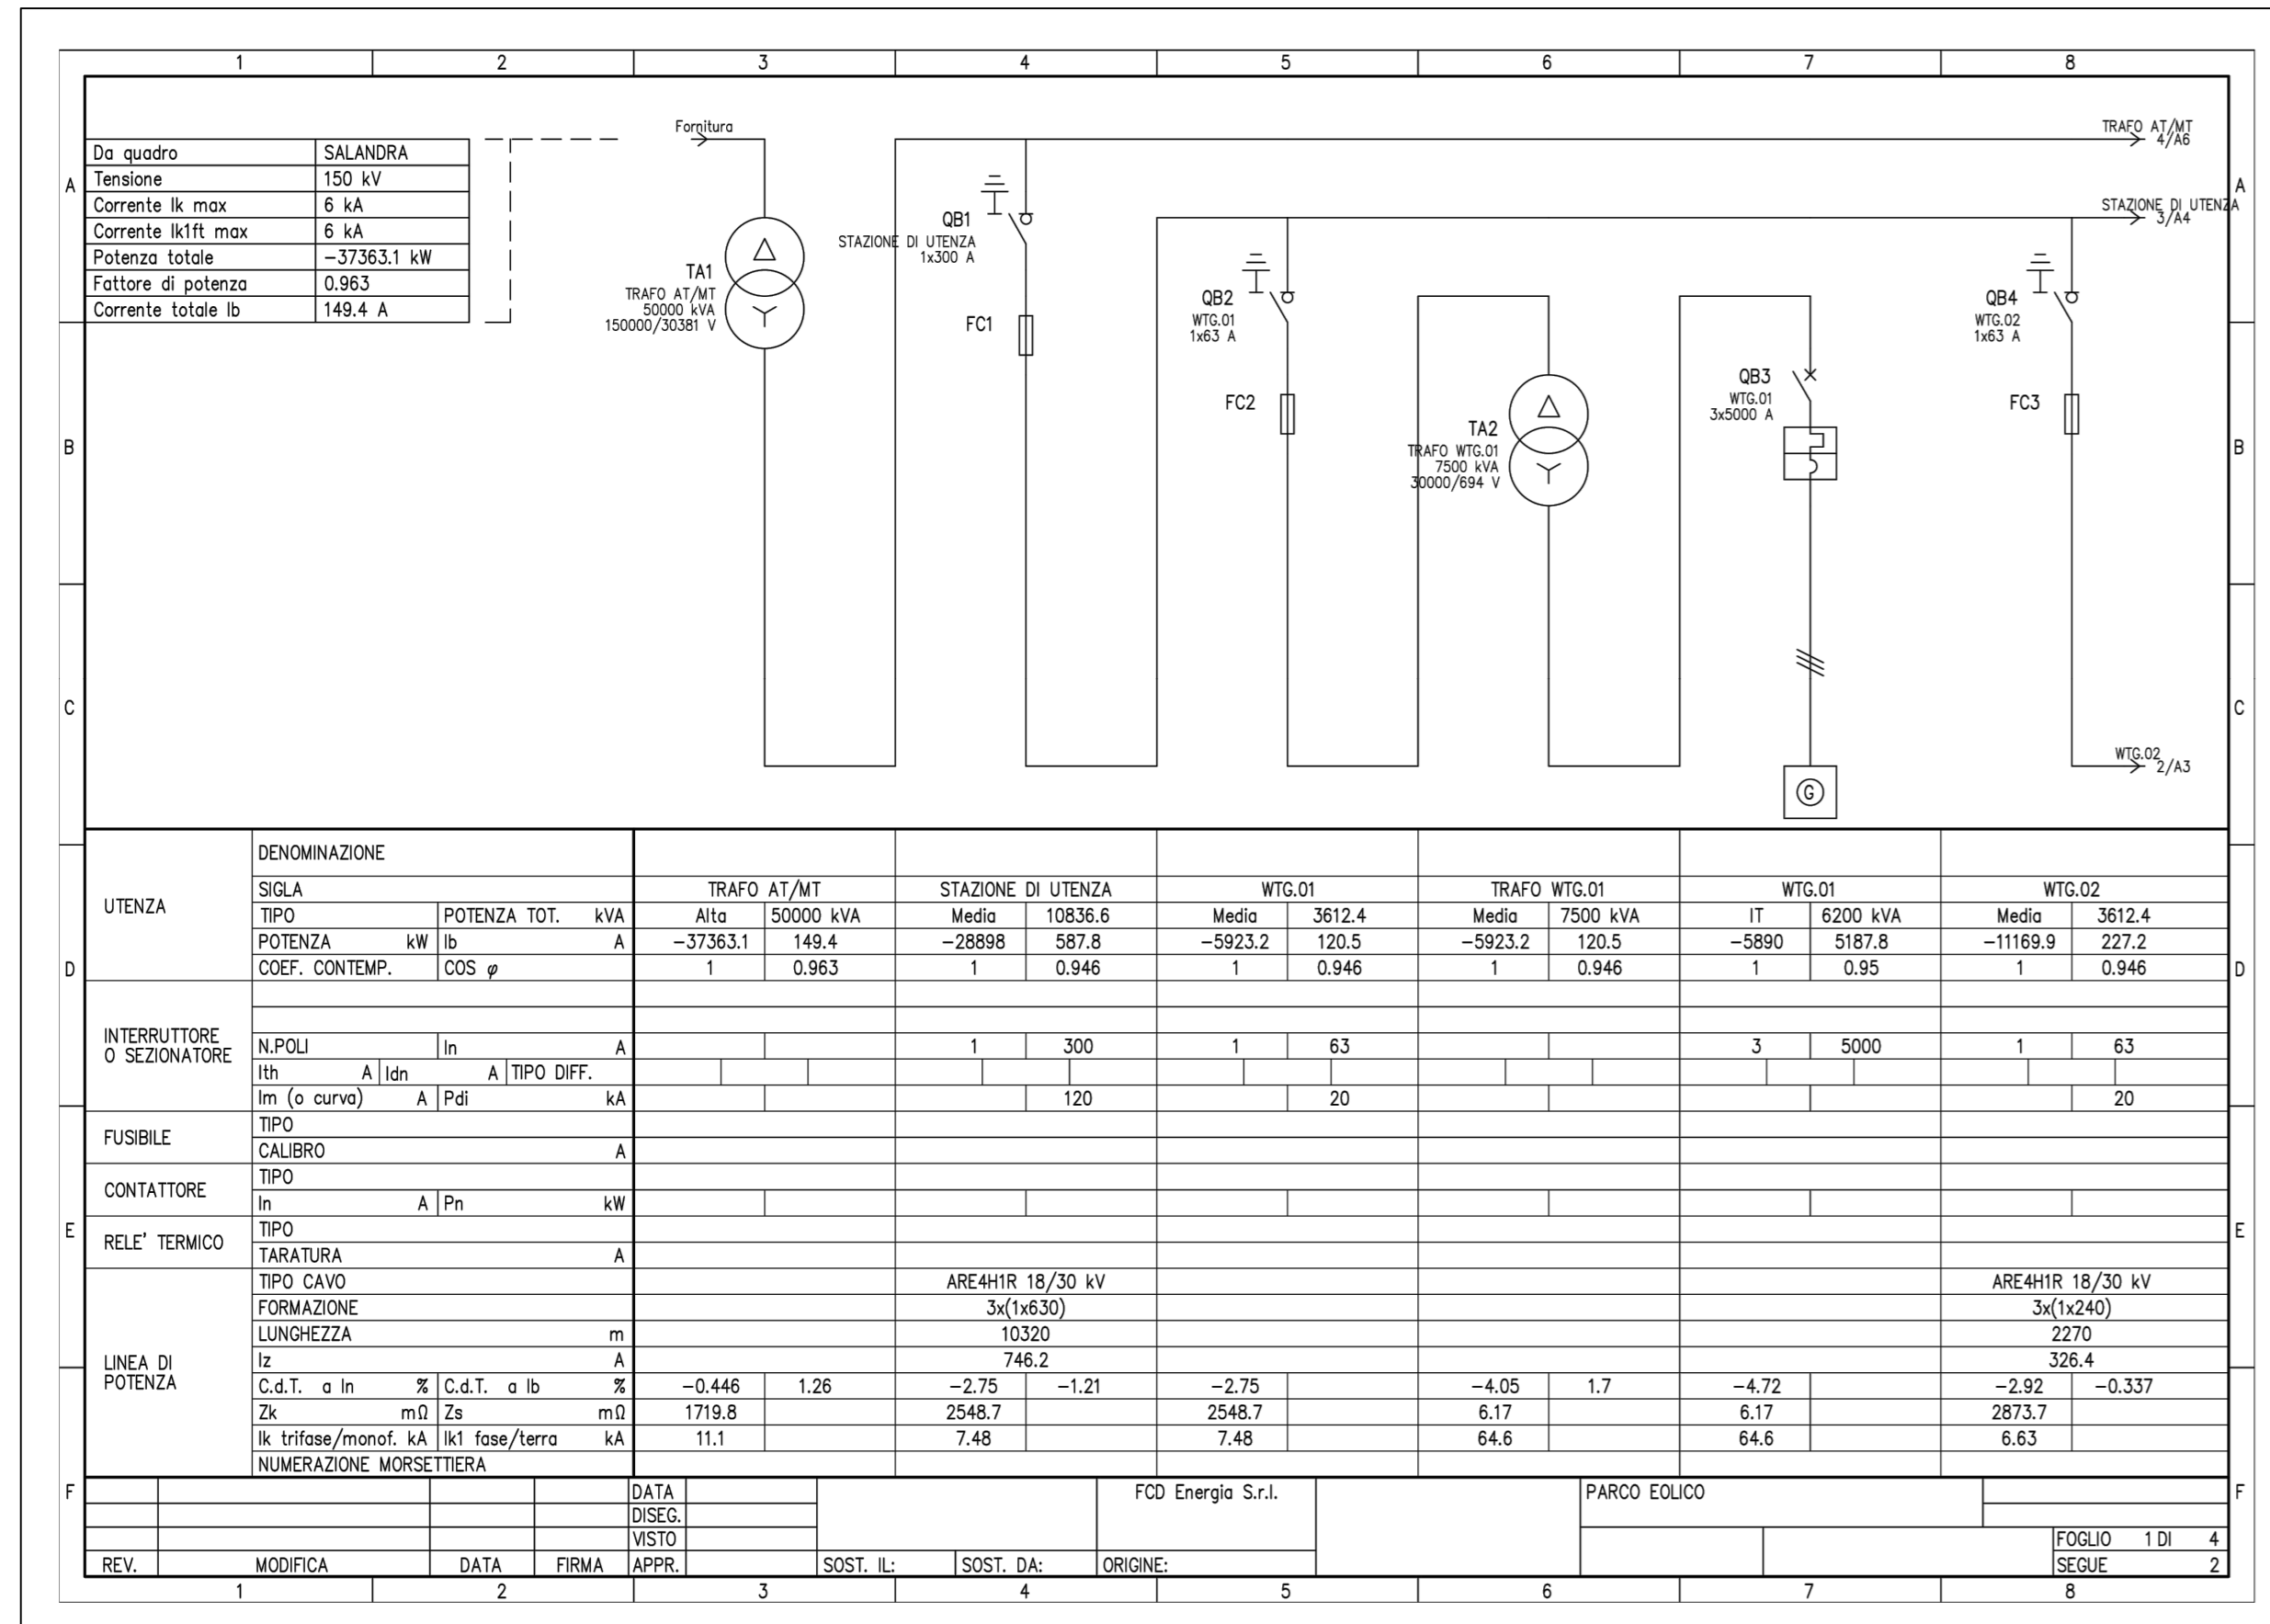 1 2 3 4 5 6 7 8
Fornitura
TRAFO AT/MT
4/A6
Da quadro SALANDRA
Tensione 150 kV
Corrente Ik max 6 kA
Corrente Ik1ft max 6 kA
Potenza totale -37363.1 kW
Fattore di potenza 0.963
Corrente totale Ib 149.4 A
A A
STAZIONE DI UTENZA
3/A4
QB1
STAZIONE DI UTENZA
1x300 A
TA1
TRAFO AT/MT
50000 kVA
150000/30381 V
FC1
QB2
WTG.01
1x63 A
QB4
WTG.02
1x63 A
QB3
WTG.01
3x5000 A
FC2
FC3
TA2
TRAFO WTG.01
7500 kVA
30000/694 V
B B
C C
WTG.02
2/A3
G
UTENZA
DENOMINAZIONE
SIGLA TRAFO AT/MT STAZIONE DI UTENZA WTG.01 TRAFO WTG.01 WTG.01 WTG.02
TIPO POTENZA TOT. kVA Alta 50000 kVA Media 10836.6 Media 3612.4 Media 7500 kVA IT 6200 kVA Media 3612.4
POTENZA kW Ib A -37363.1 149.4 -28898 587.8 -5923.2 120.5 -5923.2 120.5 -5890 5187.8 -11169.9 227.2
D COEF. CONTEMP. COS φ 1 0.963 1 0.946 1 0.946 1 0.946 1 0.95 1 0.946 D
INTERRUTTORE
O SEZIONATORE
N.POLI In A 1 300 1 63 3 5000 1 63
Ith A Idn A TIPO DIFF.
Im (o curva) A Pdi kA 120 20 20
FUSIBILE
TIPO
CALIBRO A
CONTATTORE
TIPO
In A Pn kW
E E
RELE' TERMICO
TIPO
TARATURA A
LINEA DI
POTENZA
TIPO CAVO ARE4H1R 18/30 kV ARE4H1R 18/30 kV
FORMAZIONE 3x(1x630) 3x(1x240)
LUNGHEZZA m 10320 2270
Iz A 746.2 326.4
C.d.T. a In % C.d.T. a Ib % -0.446 1.26 -2.75 -1.21 -2.75 -4.05 1.7 -4.72 -2.92 -0.337
Zk mΩ Zs mΩ 1719.8 2548.7 2548.7 6.17 6.17 2873.7
Ik trifase/monof. kA Ik1 fase/terra kA 11.1 7.48 7.48 64.6 64.6 6.63
NUMERAZIONE MORSETTIERA
F DATA FCD Energia S.r.l. PARCO EOLICO F
DISEG.
VISTO FOGLIO 1 DI 4
REV. MODIFICA DATA FIRMA APPR. SOST. IL: SOST. DA: ORIGINE: SEGUE 2
1 2 3 4 5 6 7 8